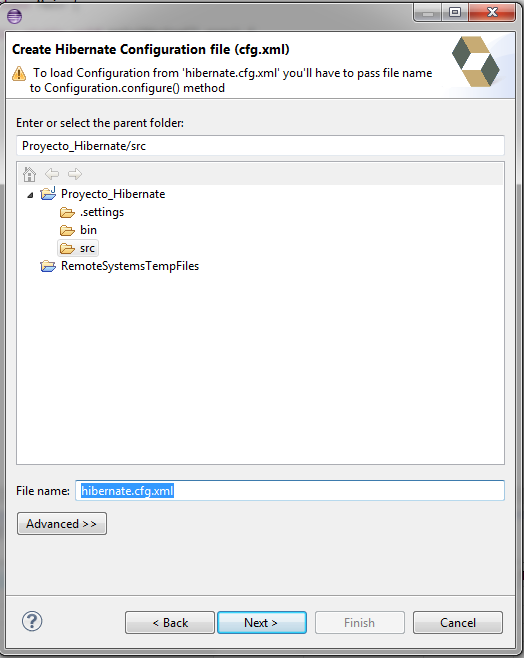 Create Hibernate Configuration file (cfg.xml)
To load Configuration from 'hibernate.cfg.xml' you'll have to pass file name
to Configuration.configure() method
Enter or select the parent folder:
Proyecto_Hibernate/src
Proyecto_Hibernate
.settings
bin
src
RemoteSystemsTempFiles
File name: hibernate.cfg.xml
Advanced >>
< Back Next > Finish Cancel